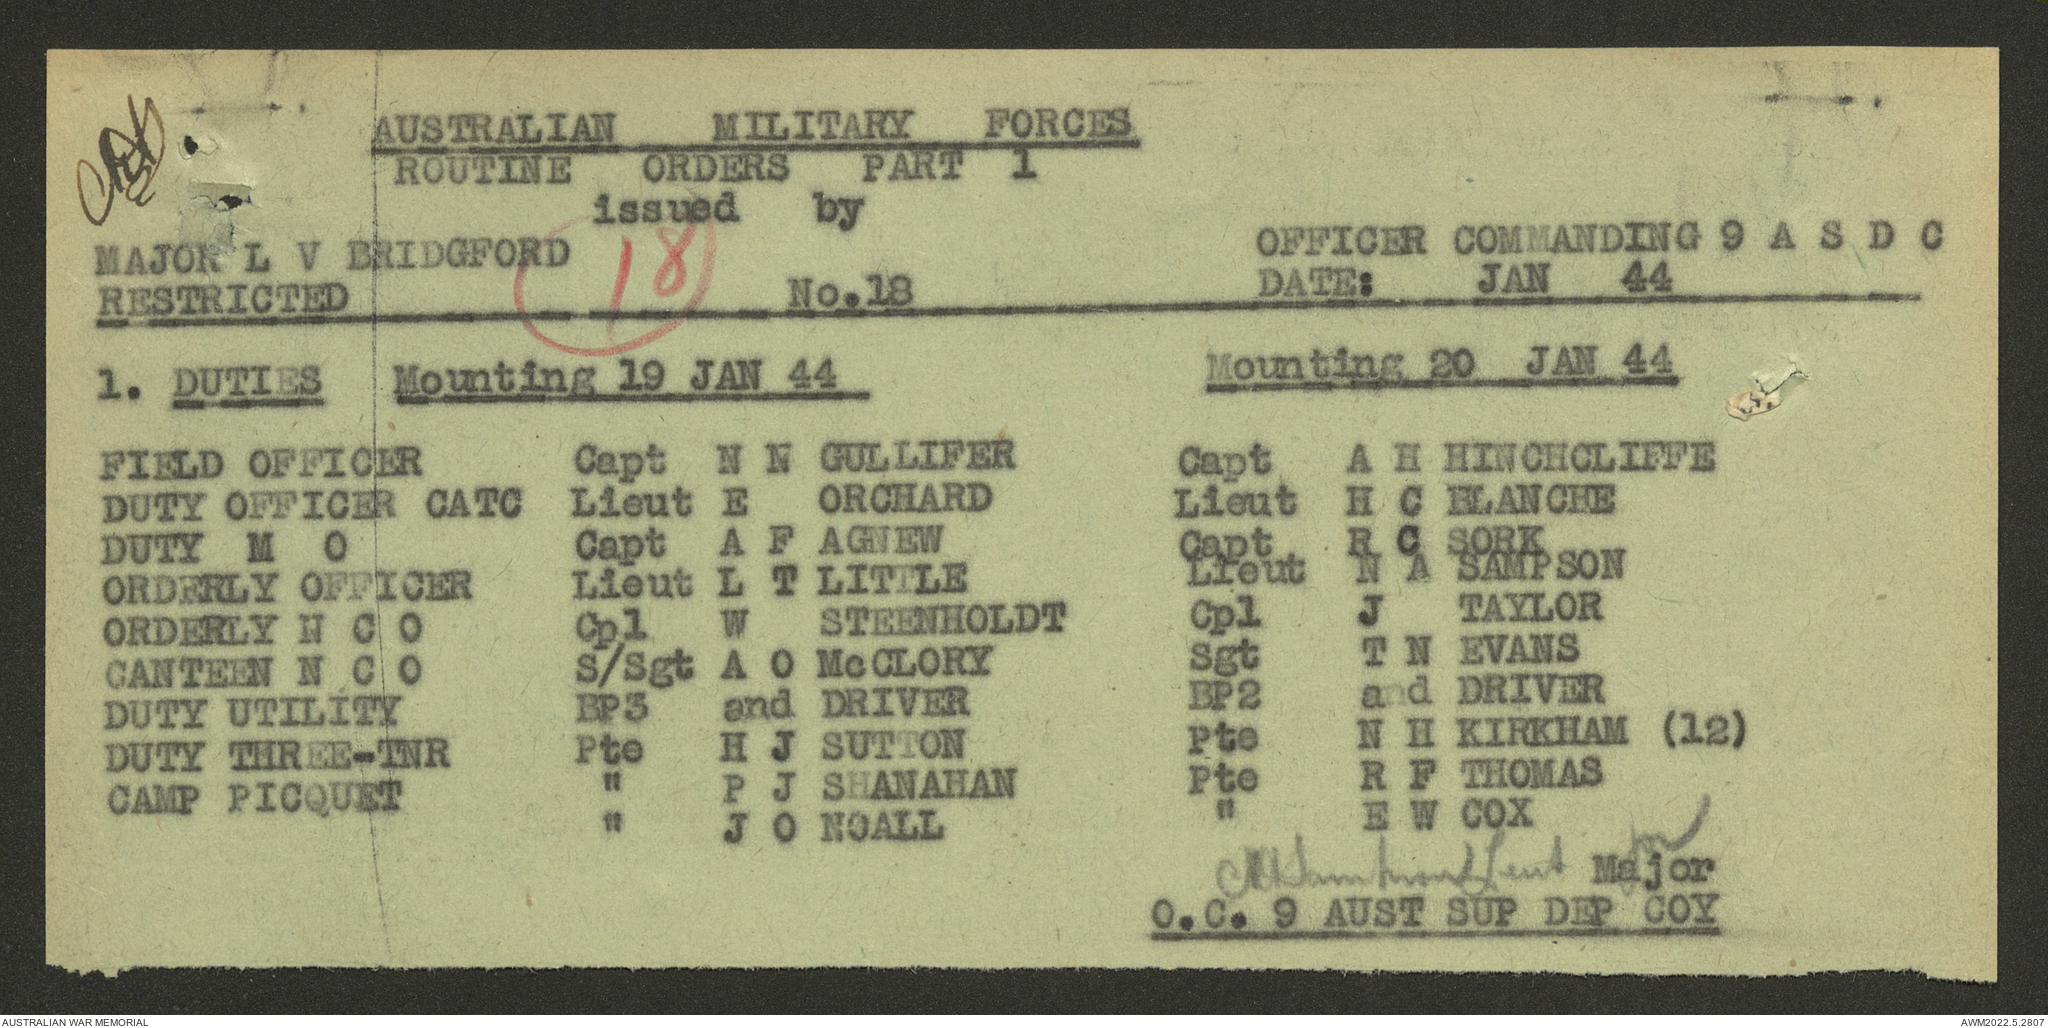 AUSTRALIAN MILITARY FORCES
ROUTINE ORDERS PART 1
issued by
MAJOR L V BRIDGFORD 18 OFFICER COMMANDING 9 A S D C
RESTRICTED No.18 DATE: JAN 44
1. DUTIES Mounting 19 JAN 44 Mounting 20 JAN 44
FIELD OFFICER Capt N N GULLIFER Capt A H HINCHCLIFFE
DUTY OFFICER CATC Lieut E ORCHARD Lieut H C BLANCHE
DUTY M O Capt A F AGNEW Capt R C SORK
ORDERLY OFFICER Lieut L T LITTLE Lieut N A SAMPSON
ORDERLY N C O Cpl W STEENHOLDT Cpl J TAYLOR
CANTEEN N C O S/Sgt A O McCLORY Sgt T N EVANS
DUTY UTILITY BP3 and DRIVER BP2 and DRIVER
DUTY THREE-TNR Pte H J SUTTON Pte N H KIRKHAM (12)
CAMP PICQUET " P J SHANAHAN Pte R F THOMAS
" J O NOALL " E W COX
NASampson Lieut for Major
O.C. 9 AUST SUP DEP COY
AUSTRALIAN WAR MEMORIAL AWM2022.5.2807